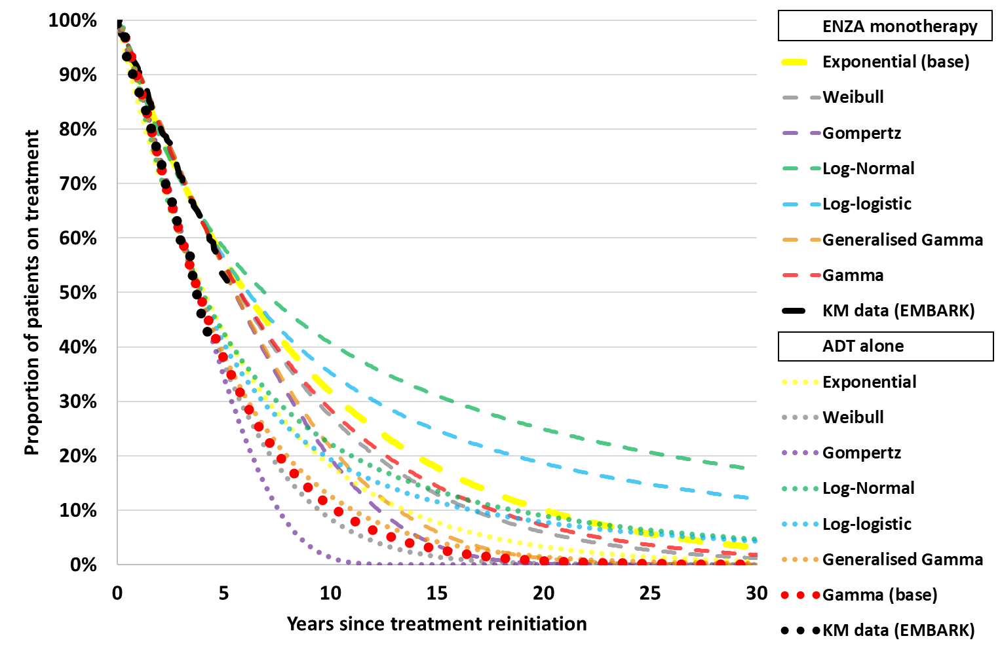 100%
90%
80%
70%
60%
50%
40%
30%
20%
10%
0%
Proportion of patients on treatment
0 5 10 15 20 25 30
Years since treatment reinitiation
ENZA monotherapy
Exponential (base)
Weibull
Gompertz
Log-Normal
Log-logistic
Generalised Gamma
Gamma
KM data (EMBARK)
ADT alone
Exponential
Weibull
Gompertz
Log-Normal
Log-logistic
Generalised Gamma
Gamma (base)
KM data (EMBARK)